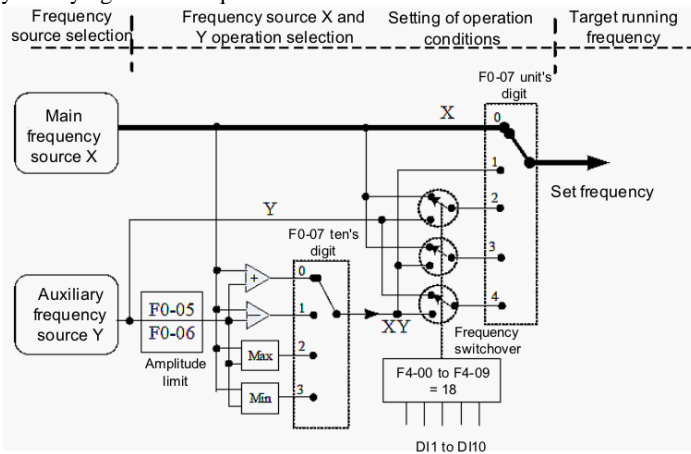 Frequency
source selection
Frequency source X and
Y operation selection
Setting of operation
conditions
Target running
frequency
F0-07 unit's
digit
Main
frequency
source X
X
0
1
2
3
4
Set frequency
Y
F0-07 ten's
digit
Auxiliary
frequency
source Y
F0-05
F0-06
Amplitude
limit
+
—
Max
Min
0
1
2
3
XY
Frequency
switchover
F4-00 to F4-09
= 18
DI1 to DI10